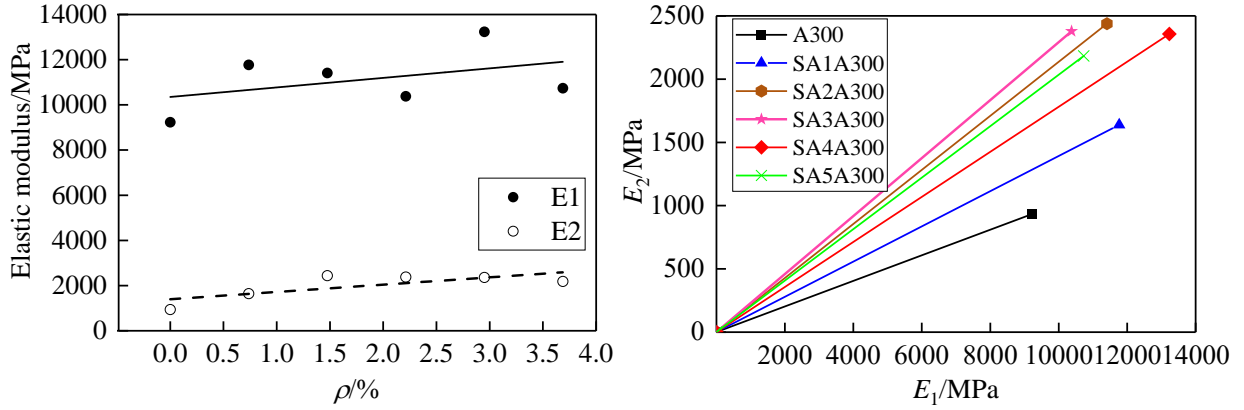 14000
12000
10000
8000
6000
4000
2000
0
Elastic modulus/MPa
E1
E2
0.0 0.5 1.0 1.5 2.0 2.5 3.0 3.5 4.0
ρ/%
2500
2000
1500
1000
500
0
E2/MPa
A300
SA1A300
SA2A300
SA3A300
SA4A300
SA5A300
2000 4000 6000 8000 10000 12000 14000
E1/MPa